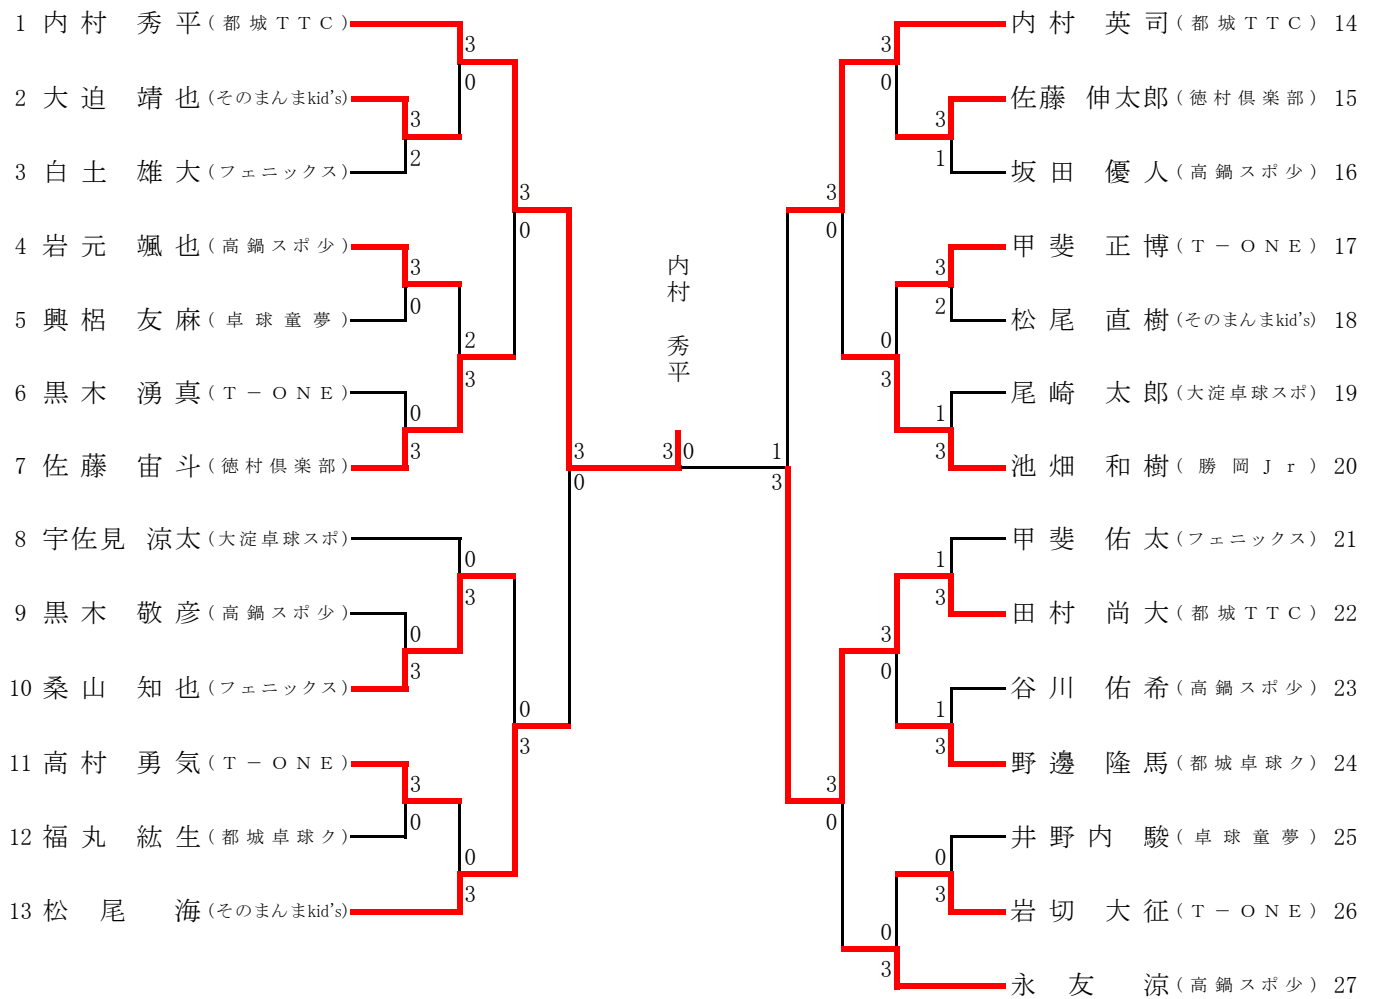 1 内村 秀平 (都城TTC)
2 大迫 靖也 (そのまんまkid's)
3 白土 雄大 (フェニックス)
4 岩元 颯也 (高鍋スポ少)
5 興梠 友麻 (卓球童夢)
6 黒木 湧真 (T-ONE)
7 佐藤 宙斗 (徳村倶楽部)
8 宇佐見 涼太 (大淀卓球スポ)
9 黒木 敬彦 (高鍋スポ少)
10 桑山 知也 (フェニックス)
11 高村 勇気 (T-ONE)
12 福丸 紘生 (都城卓球ク)
13 松尾 海 (そのまんまkid's)
3
0
3
2
3
0
3
0
2
3
0
3
3
0
0
3
0
3
0
3
3
0
0
3
内村 秀平
3 0
1
3
3
0
3
1
3
0
3
2
0
3
1
3
1
3
3
0
1
3
3
0
0
3
0
3
内村 英司 (都城TTC) 14
佐藤 伸太郎 (徳村倶楽部) 15
坂田 優人 (高鍋スポ少) 16
甲斐 正博 (T-ONE) 17
松尾 直樹 (そのまんまkid's) 18
尾崎 太郎 (大淀卓球スポ) 19
池畑 和樹 (勝岡Jr) 20
甲斐 佑太 (フェニックス) 21
田村 尚大 (都城TTC) 22
谷川 佑希 (高鍋スポ少) 23
野邊 隆馬 (都城卓球ク) 24
井野内 駿 (卓球童夢) 25
岩切 大征 (T-ONE) 26
永友 涼 (高鍋スポ少) 27